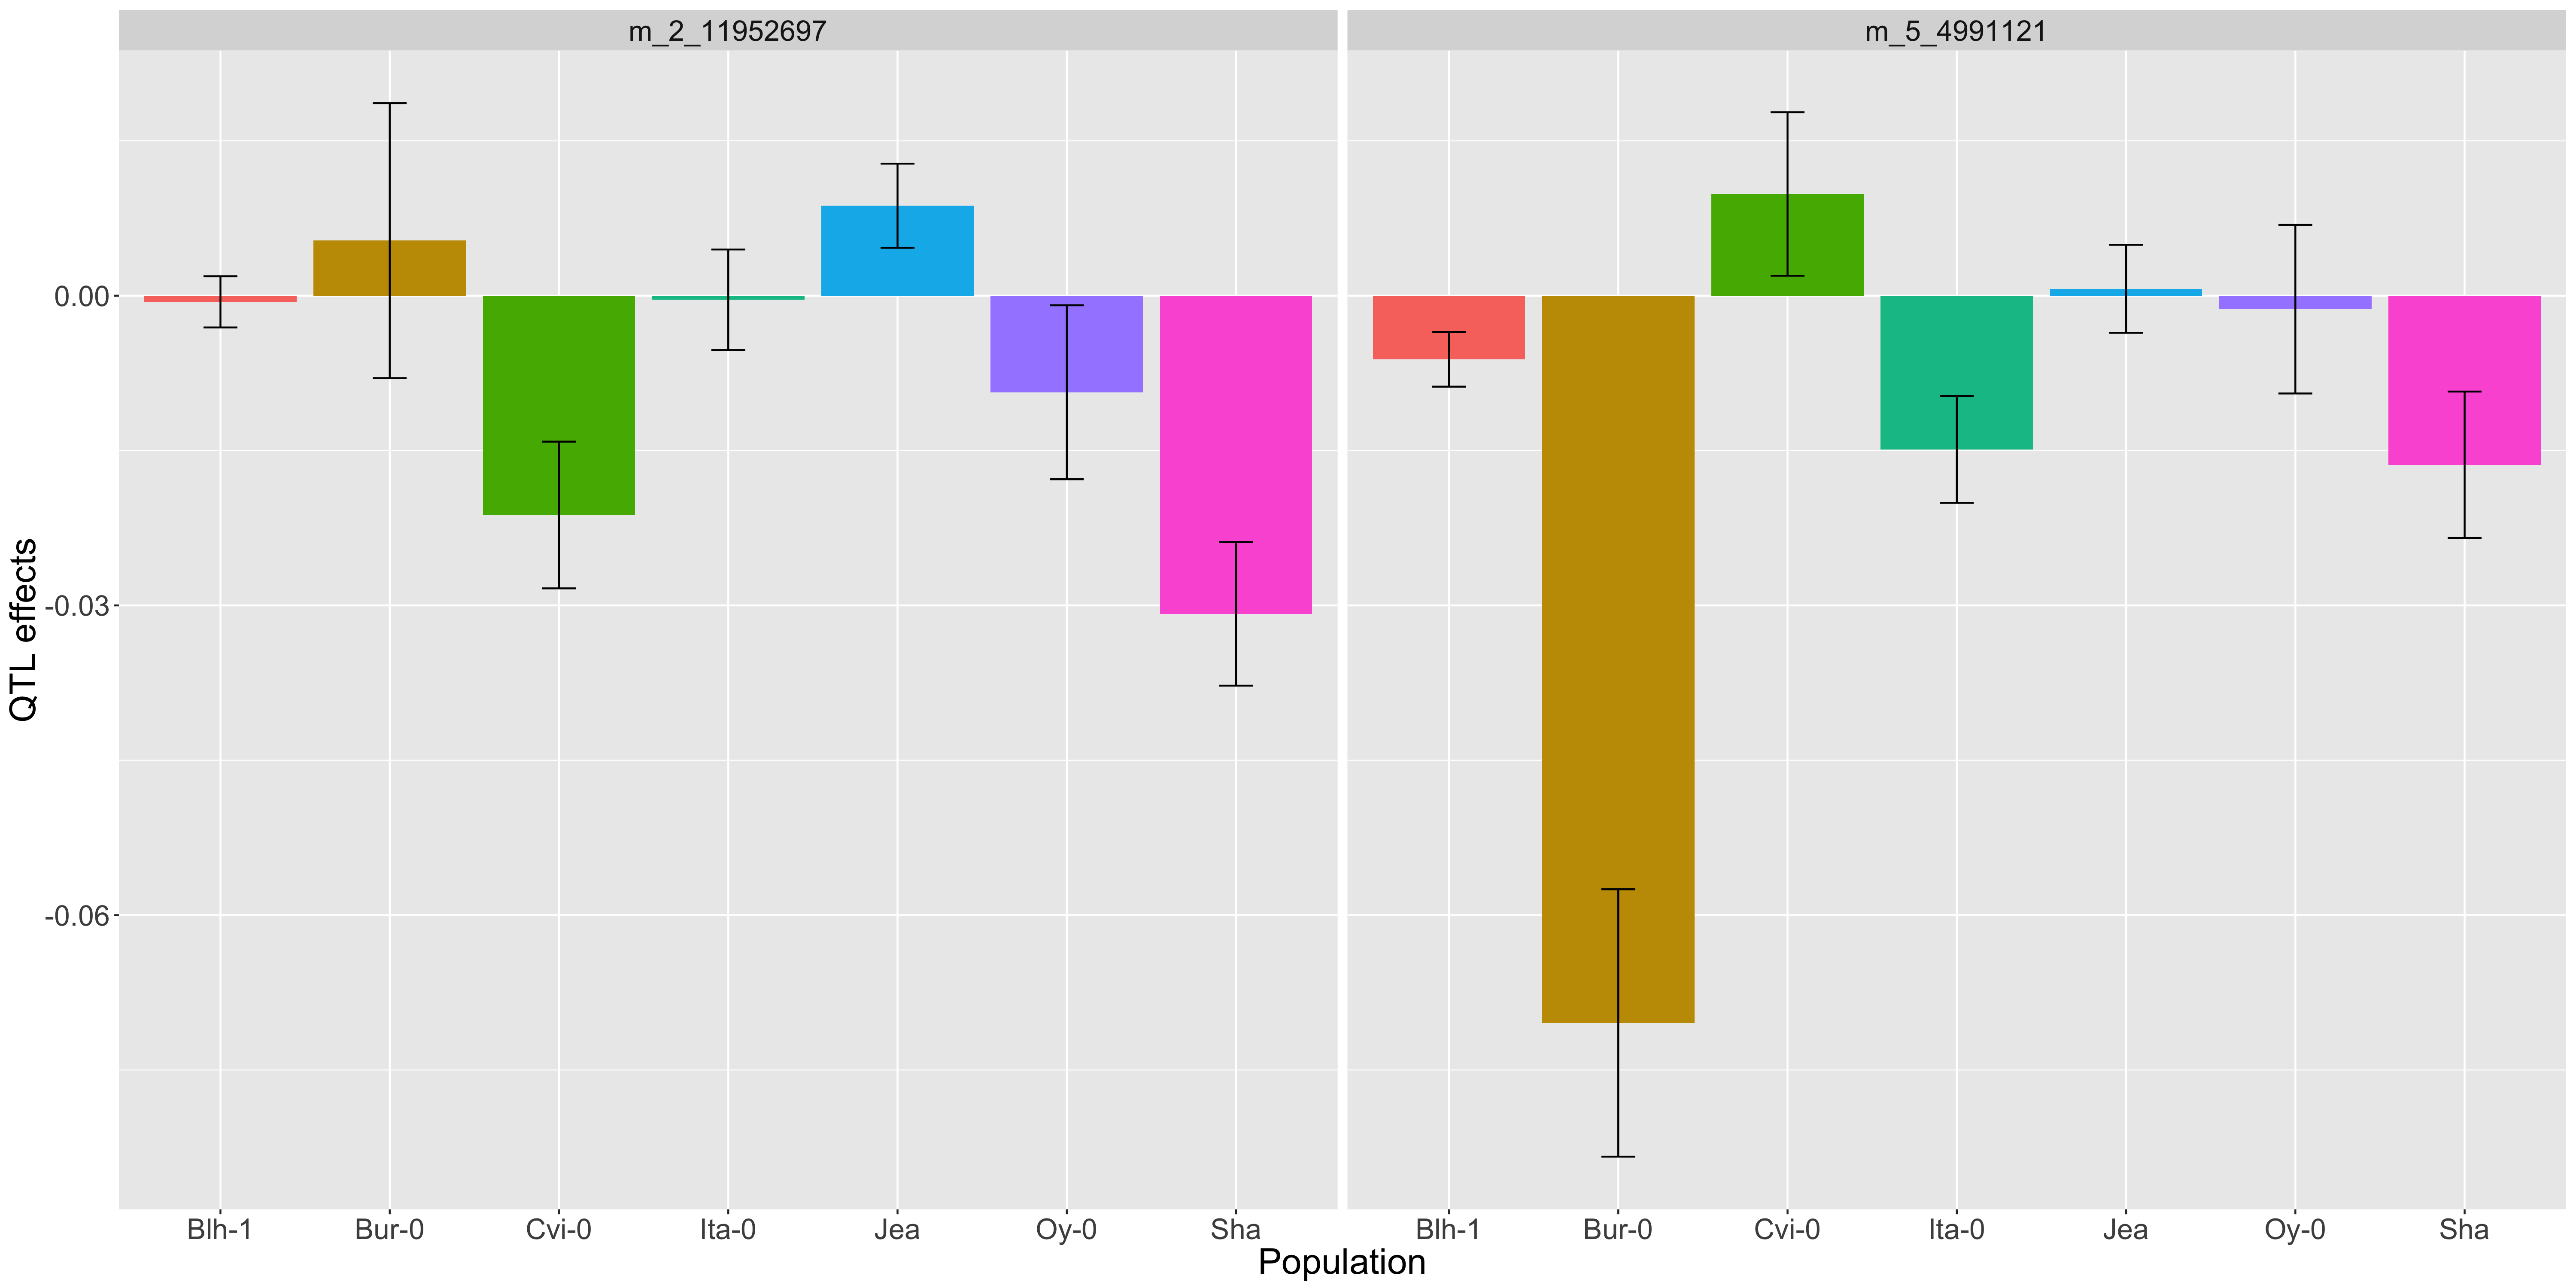 m_2_11952697
m_5_4991121
QTL effects
0.00
-0.03
-0.06
Blh-1 Bur-0 Cvi-0 Ita-0 Jea Oy-0 Sha
Blh-1 Bur-0 Cvi-0 Ita-0 Jea Oy-0 Sha
Population